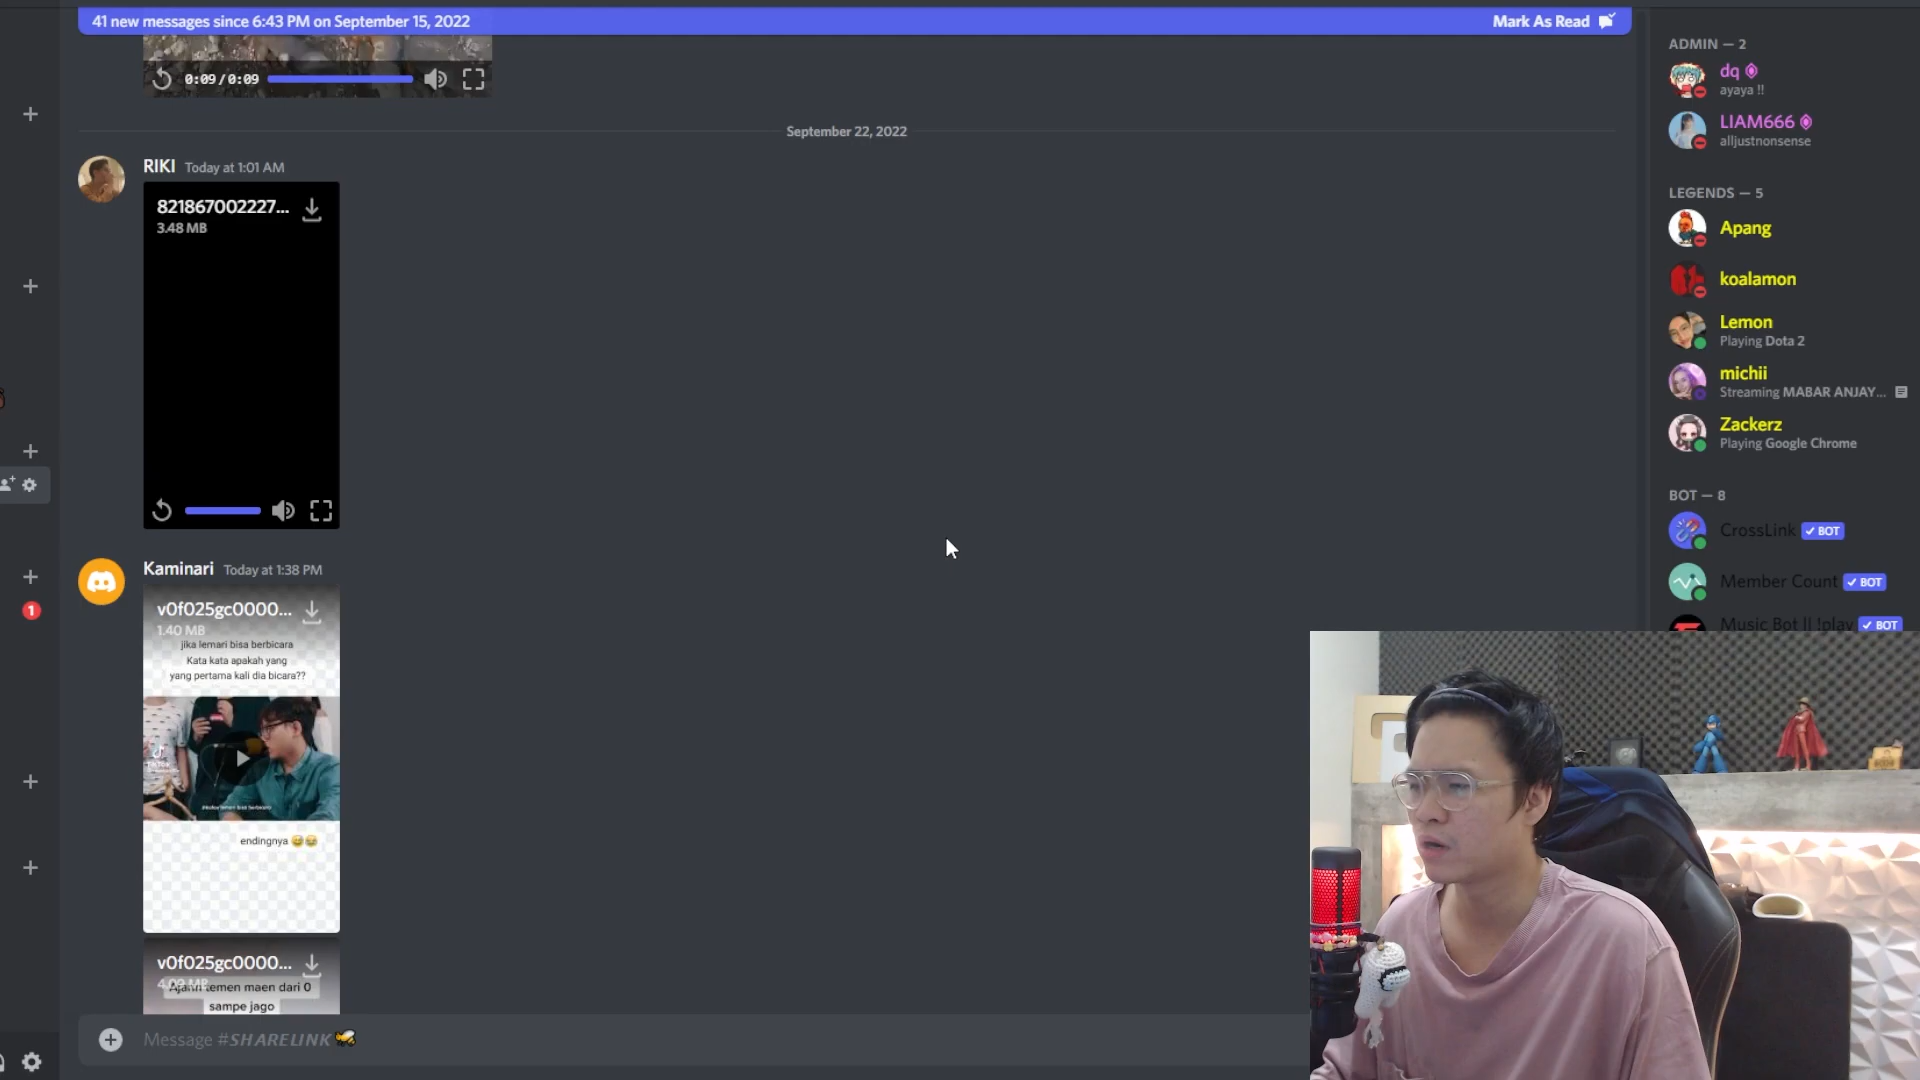 41 new messages since 6:43 PM on September 15, 2022
Mark As Read
0:09/0:09
September 22, 2022
RIKI Today at 1:01 AM
821867002227...
3.48 MB
Kaminari Today at 1:38 PM
v0f025gc0000...
1.40 MB
jika lemari bisa berbicara
Kata kata apakah yang
yang pertama kali dia bicara??
endingnya 😅😂
v0f025gc0000...
temen maen dari 0
sampe jago
Message #SHARELINK
1
ADMIN — 2
dq
ayaya !!
LIAM666
alljustnonsense
LEGENDS — 5
Apang
koalamon
Lemon
Playing Dota 2
michii
Streaming MABAR ANJAY...
Zackerz
Playing Google Chrome
BOT — 8
CrossLink ✓ BOT
Member Count ✓ BOT
Music Bot || !play ✓ BOT